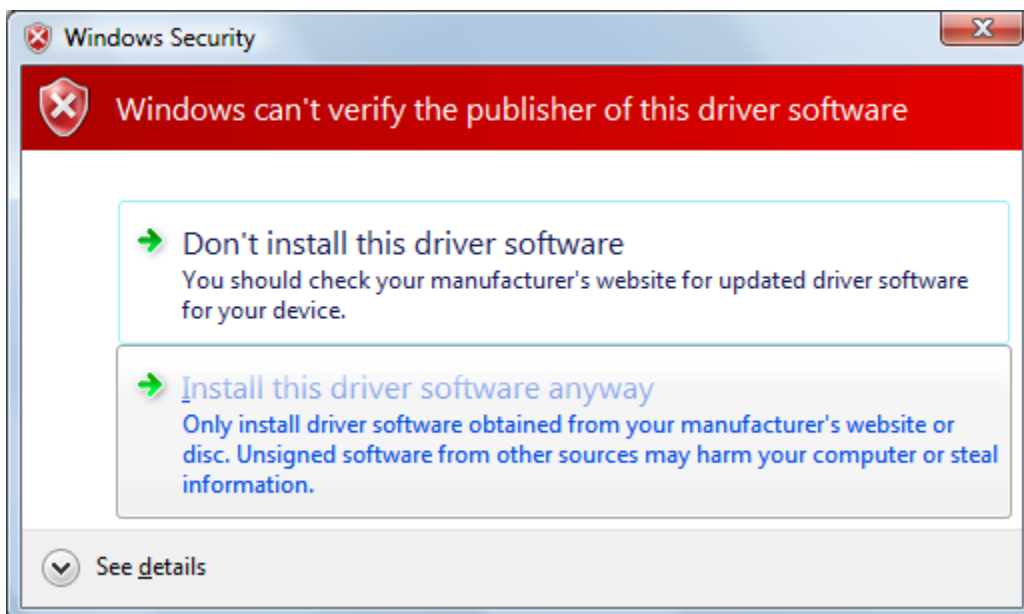 Windows Security
Windows can't verify the publisher of this driver software
Don't install this driver software
You should check your manufacturer's website for updated driver software
for your device.
Install this driver software anyway
Only install driver software obtained from your manufacturer's website or
disc. Unsigned software from other sources may harm your computer or steal
information.
See details